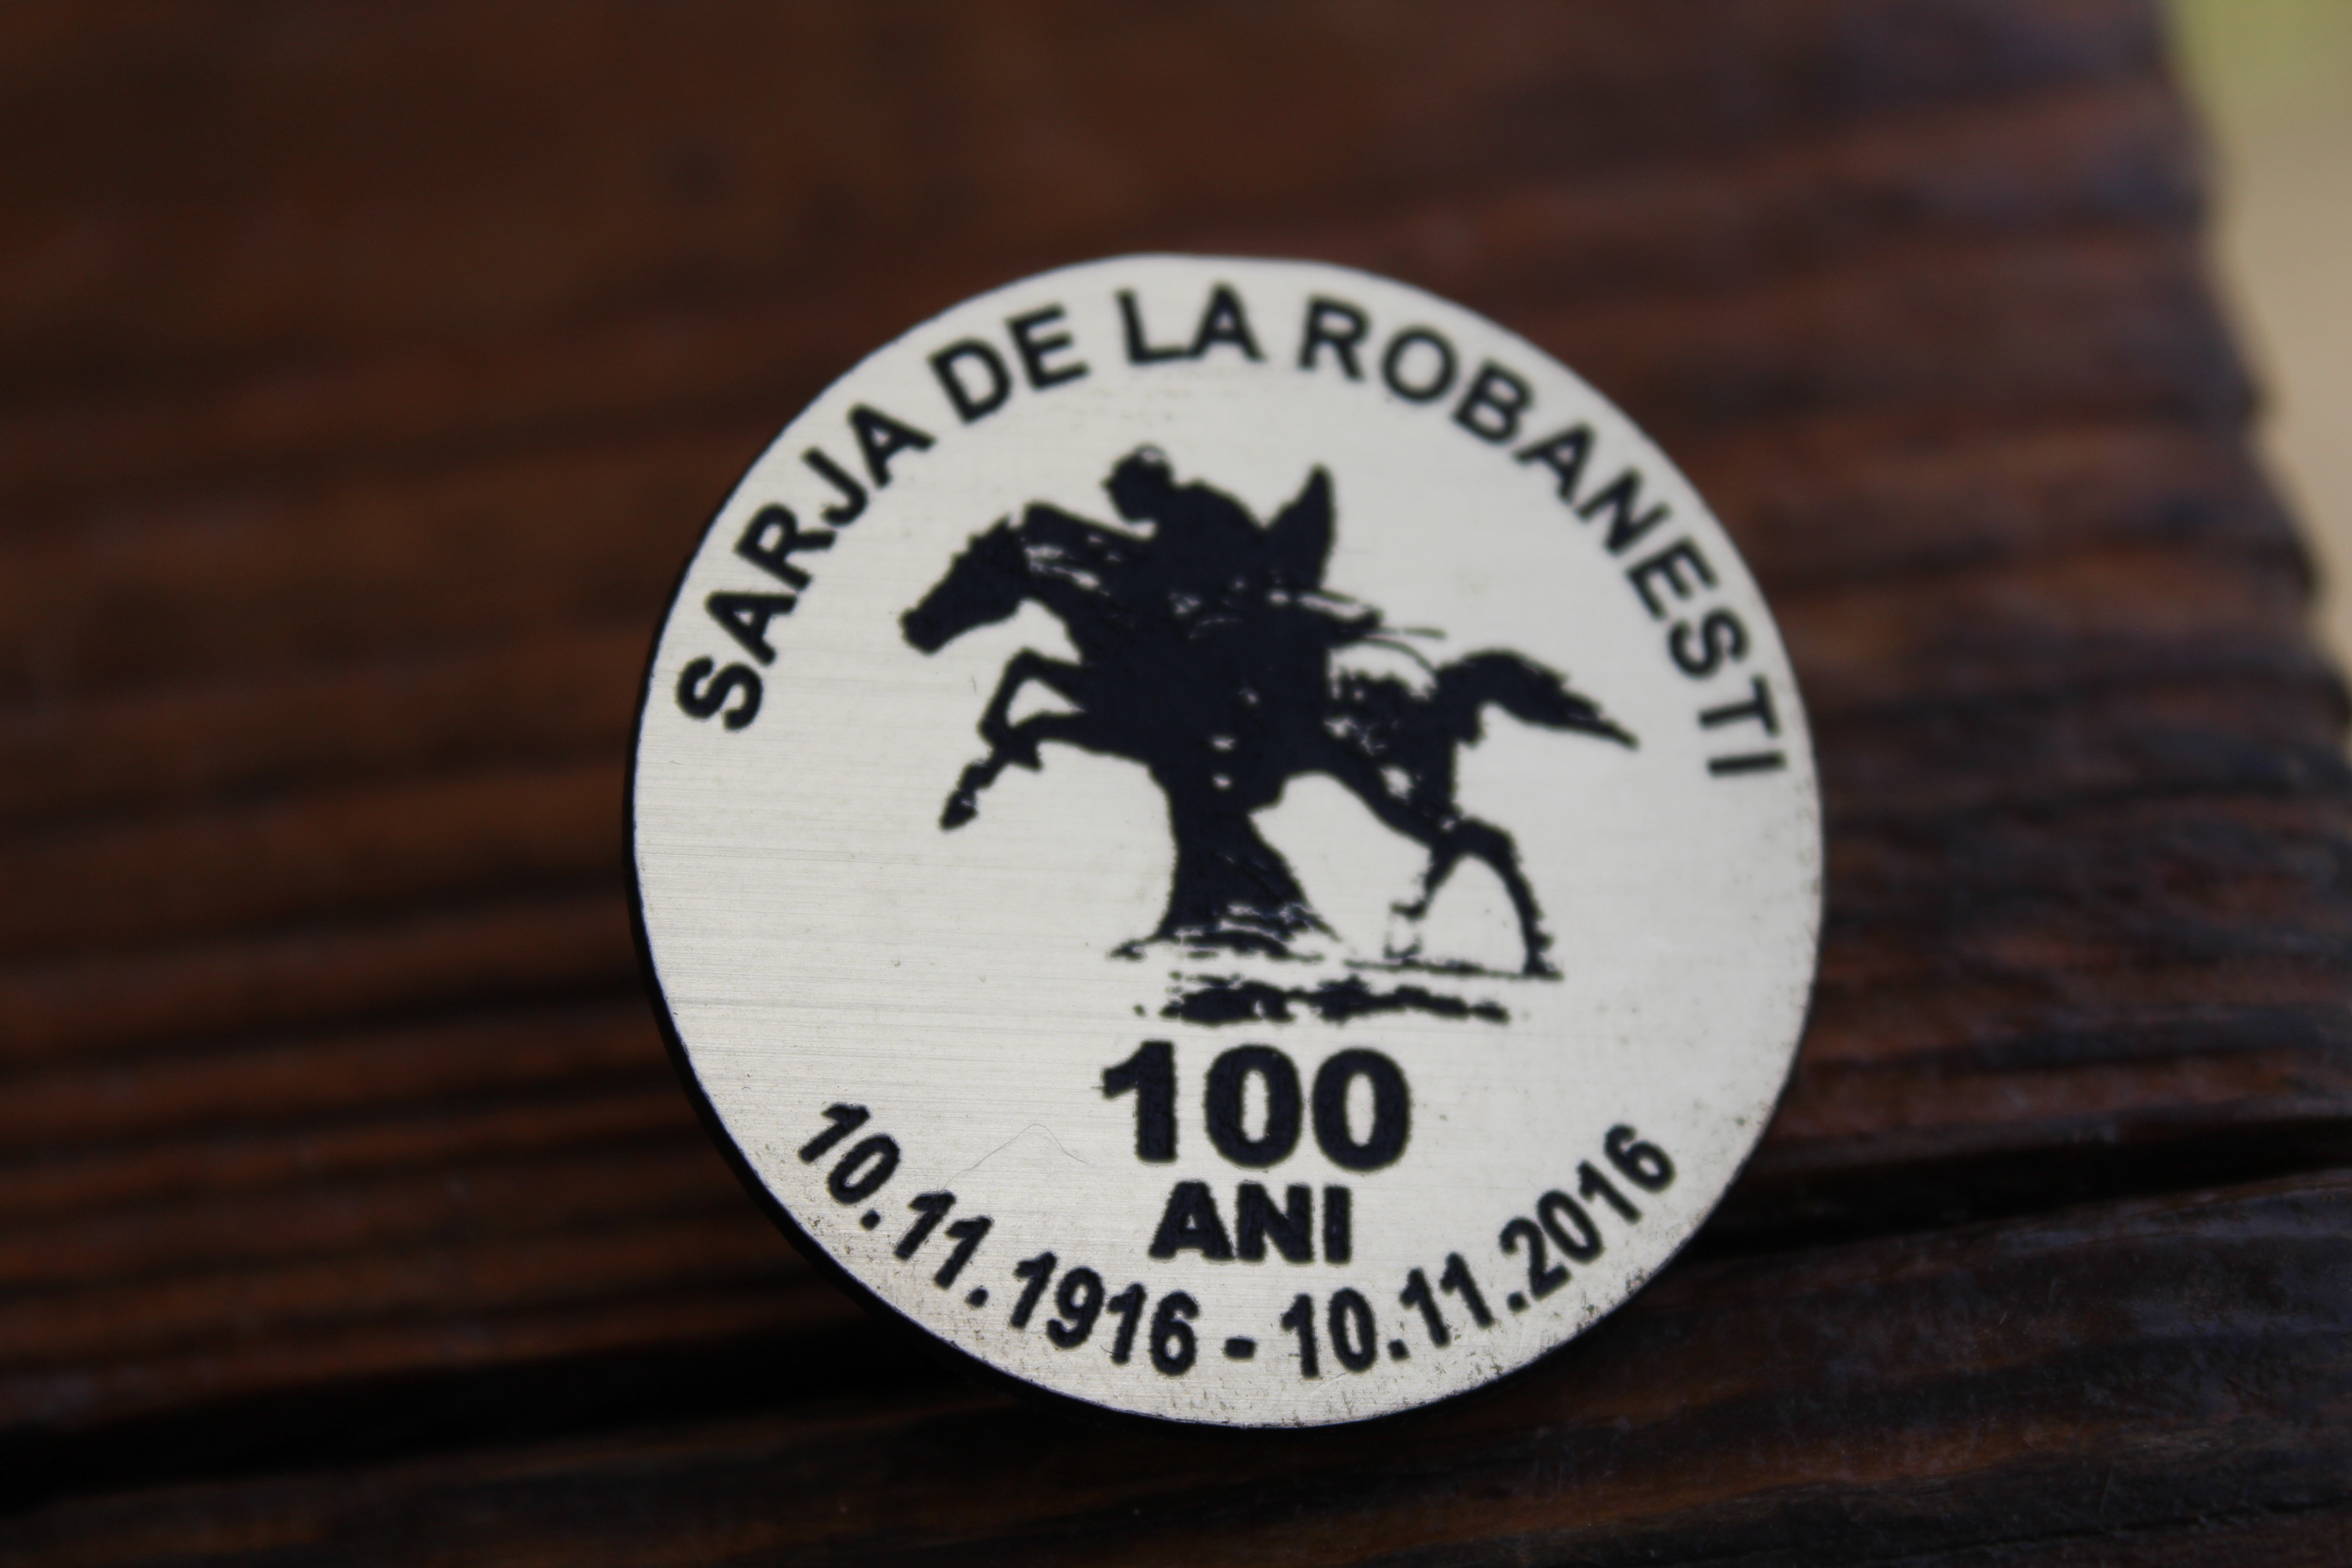 SARJA DE LA ROBANESTI
100
ANI
10.11.1916 - 10.11.2016